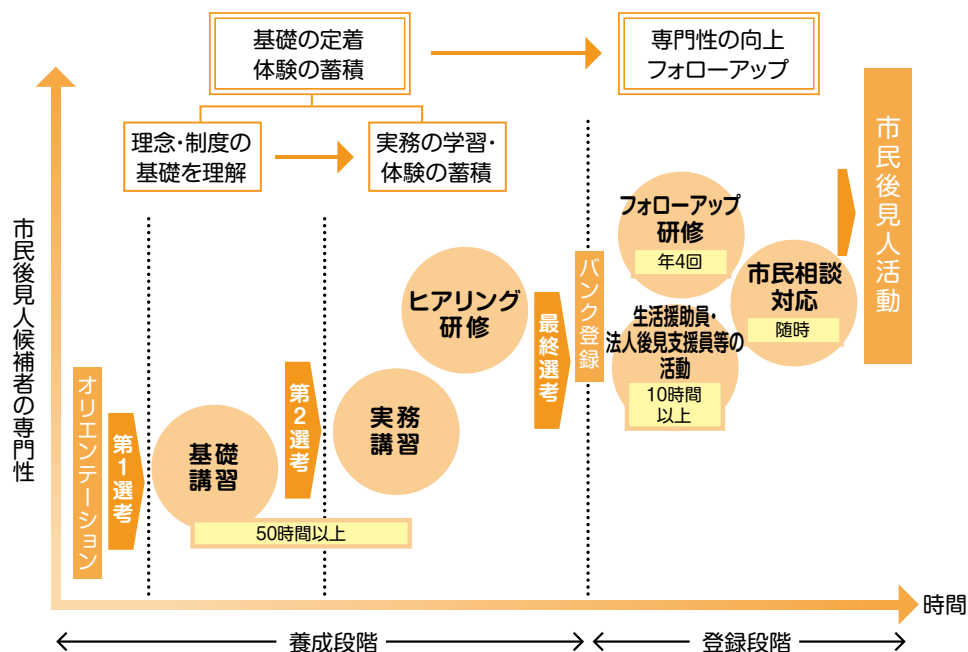 基礎の定着
体験の蓄積
専門性の向上
フォローアップ
理念・制度の
基礎を理解
実務の学習・
体験の蓄積
市民後見人候補者の専門性
オリエンテーション
第1選考
基礎
講習
第2選考
実務
講習
50時間以上
ヒアリング
研修
最終選考
バンク登録
フォローアップ
研修
年4回
生活援助員・
法人後見支援員等の
活動
10時間
以上
市民相談
対応
随時
市民後見人活動
時間
養成段階
登録段階